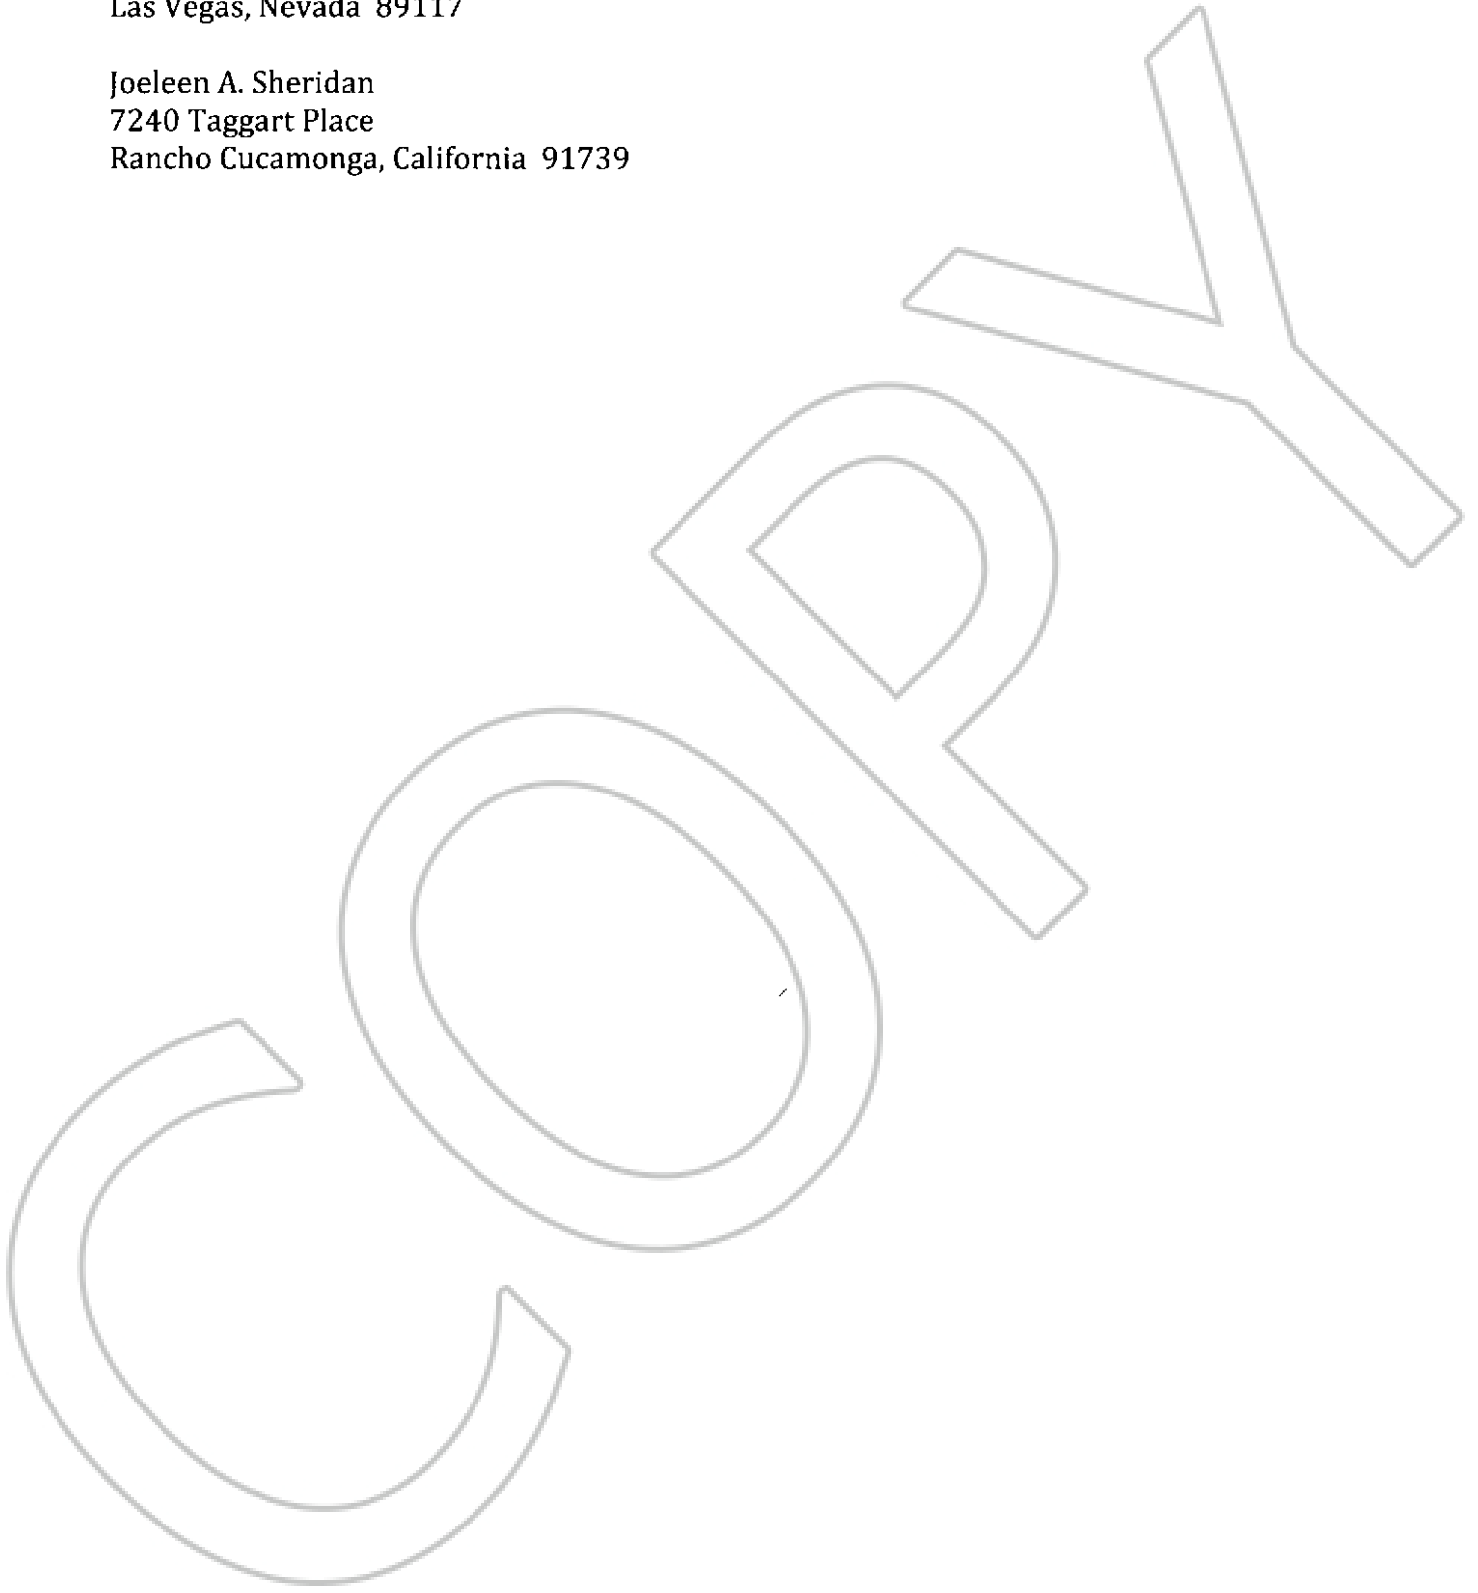 Las Vegas, Nevada 89117
Joeleen A. Sheridan
7240 Taggart Place
Rancho Cucamonga, California 91739
COPY